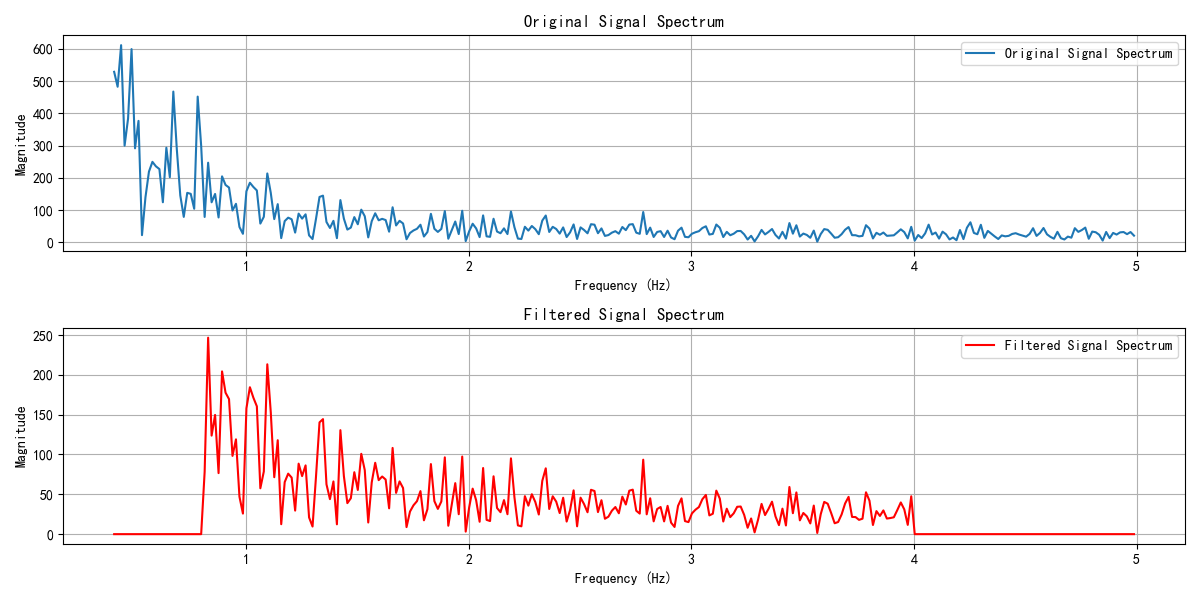 Original Signal Spectrum
600
500
400
300
200
100
0
Magnitude
Original Signal Spectrum
1 2 3 4 5
Frequency (Hz)
Filtered Signal Spectrum
250
200
150
100
50
0
Magnitude
Filtered Signal Spectrum
1 2 3 4 5
Frequency (Hz)